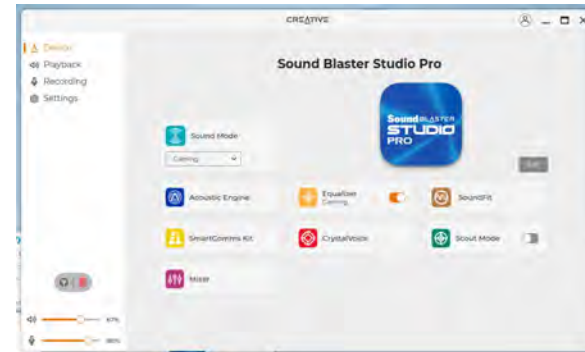 CREATIVE
Device
Playback
Recording
Settings
Sound Blaster Studio Pro
Sound BLASTER
STUDIO
PRO
Sound Mode
Gaming
Acoustic Engine
Equalizer
Gaming
SoundFit
SmartComms Kit
CrystalVoice
Scout Mode
Mixer